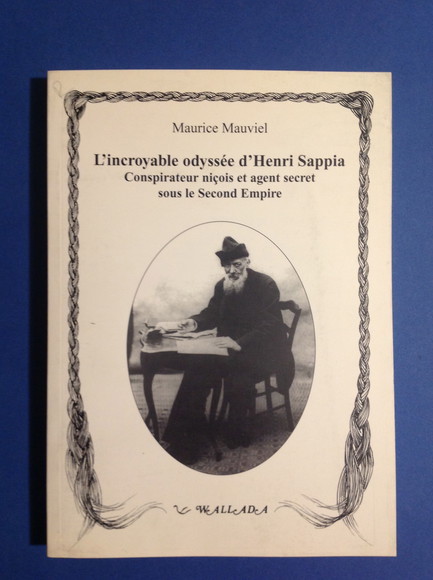 Maurice Mauviel
L'incroyable odyssée d'Henri Sappia
Conspirateur niçois et agent secret
sous le Second Empire
WALLADA